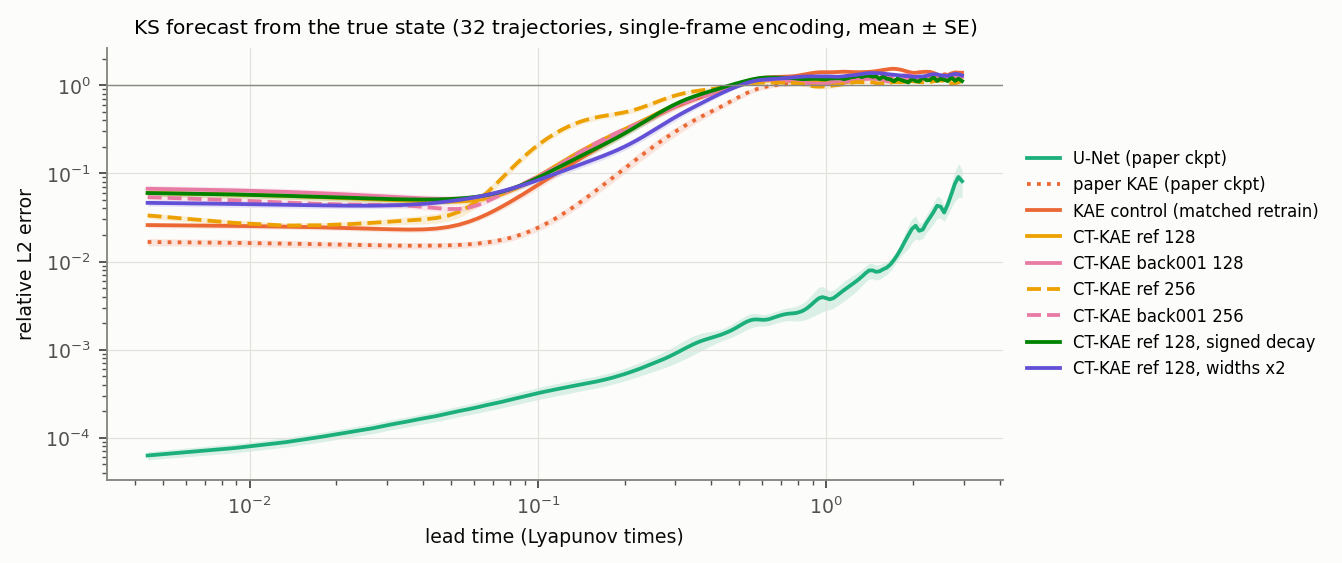 KS forecast from the true state (32 trajectories, single-frame encoding, mean ± SE)
relative L2 error
10⁰
10⁻¹
10⁻²
10⁻³
10⁻⁴
10⁻² 10⁻¹ 10⁰
lead time (Lyapunov times)
U-Net (paper ckpt)
paper KAE (paper ckpt)
KAE control (matched retrain)
CT-KAE ref 128
CT-KAE back001 128
CT-KAE ref 256
CT-KAE back001 256
CT-KAE ref 128, signed decay
CT-KAE ref 128, widths x2